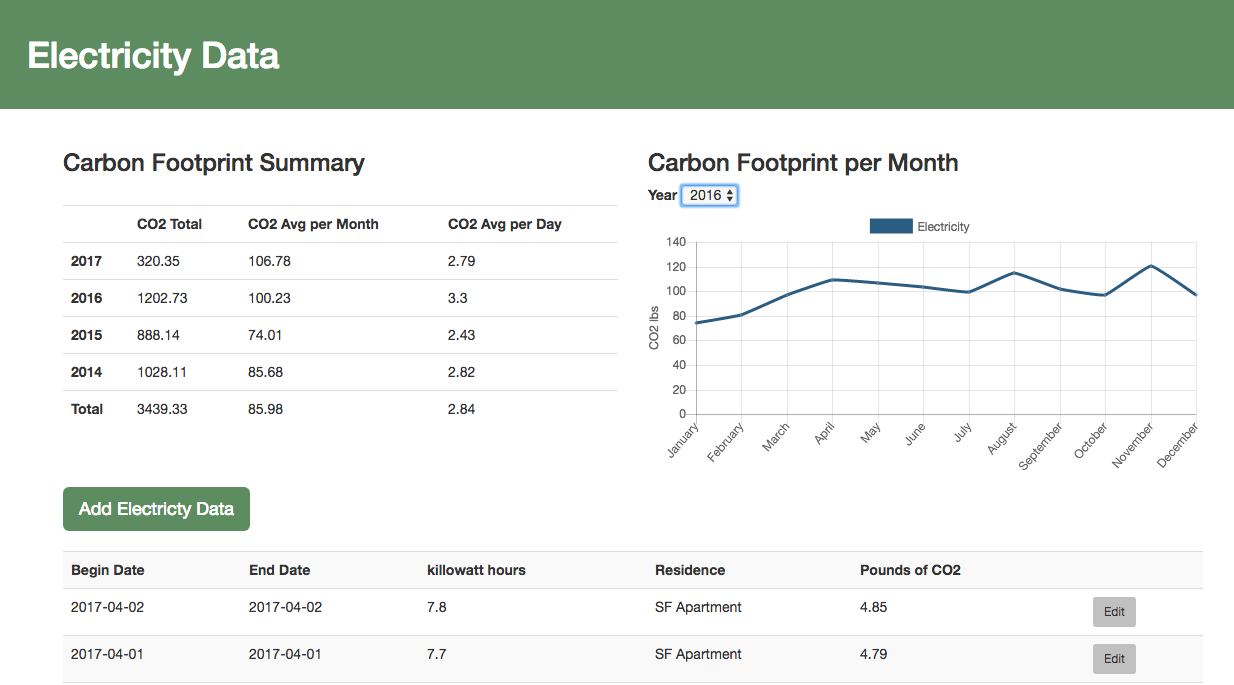 Electricity Data
Carbon Footprint Summary
CO2 Total CO2 Avg per Month CO2 Avg per Day
2017 320.35 106.78 2.79
2016 1202.73 100.23 3.3
2015 888.14 74.01 2.43
2014 1028.11 85.68 2.82
Total 3439.33 85.98 2.84
Carbon Footprint per Month
Year 2016
Electricity
CO2 lbs
140
120
100
80
60
40
20
0
January February March April May June July August September October November December
Add Electricty Data
Begin Date End Date killowatt hours Residence Pounds of CO2
2017-04-02 2017-04-02 7.8 SF Apartment 4.85 Edit
2017-04-01 2017-04-01 7.7 SF Apartment 4.79 Edit